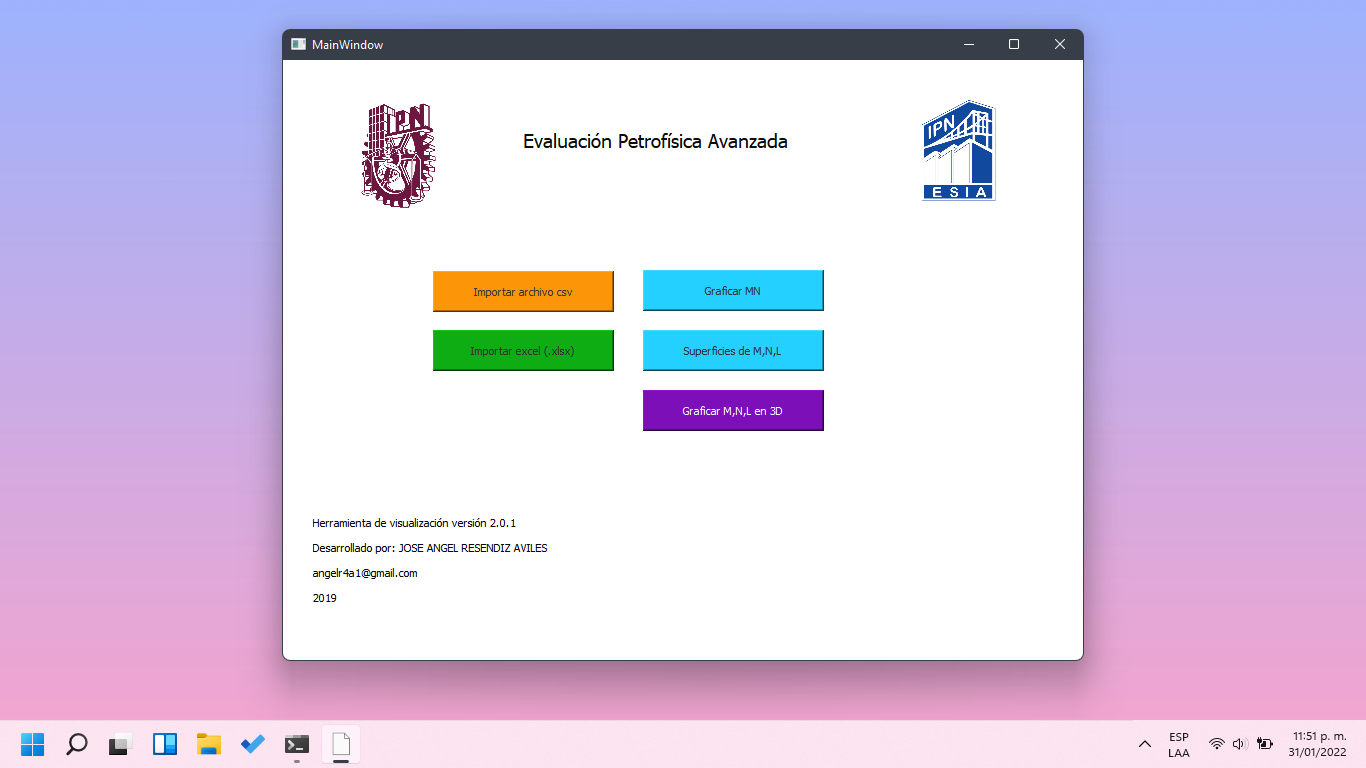 MainWindow
IPN
Evaluación Petrofísica Avanzada
IPN
ESIA
Importar archivo csv
Graficar MN
Importar excel (.xlsx)
Superficies de M,N,L
Graficar M,N,L en 3D
Herramienta de visualización versión 2.0.1
Desarrollado por: JOSE ANGEL RESENDIZ AVILES
angelr4a1@gmail.com
2019
ESP
LAA
11:51 p. m.
31/01/2022